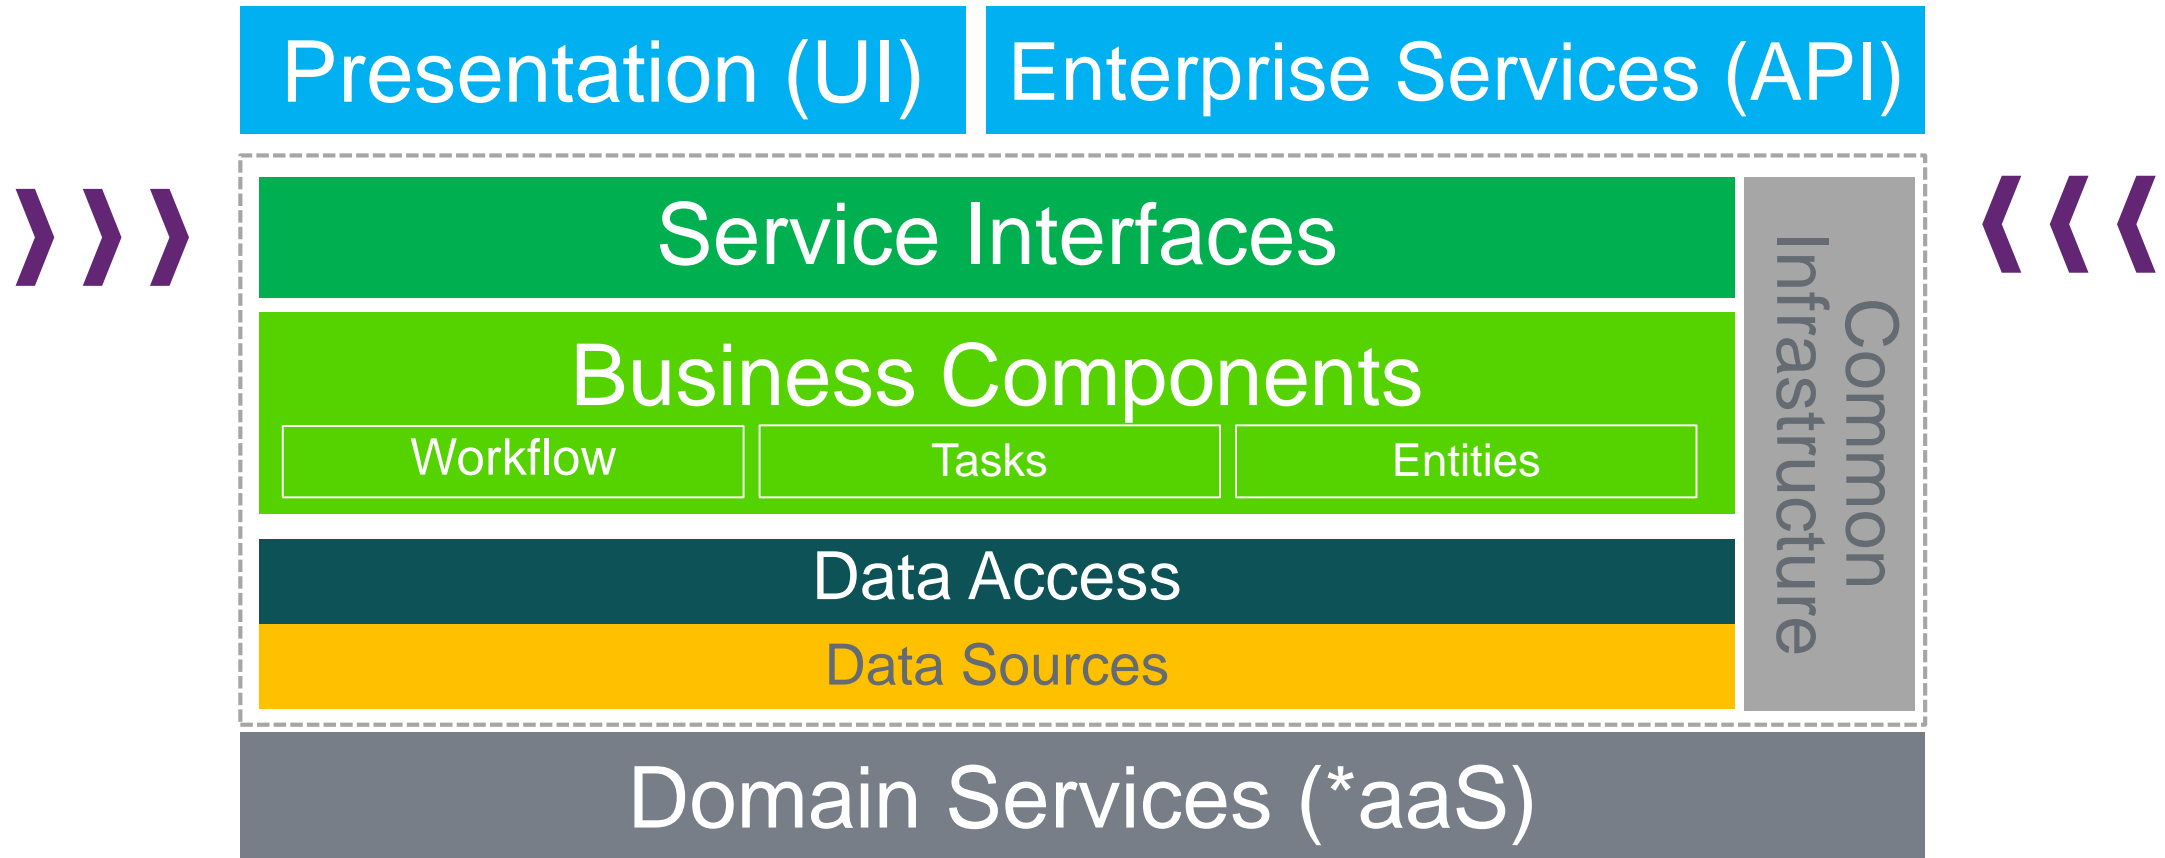 Presentation (UI)
Enterprise Services (API)
Service Interfaces
Business Components
Workflow
Tasks
Entities
Data Access
Data Sources
Common
Infrastructure
Domain Services (*aaS)